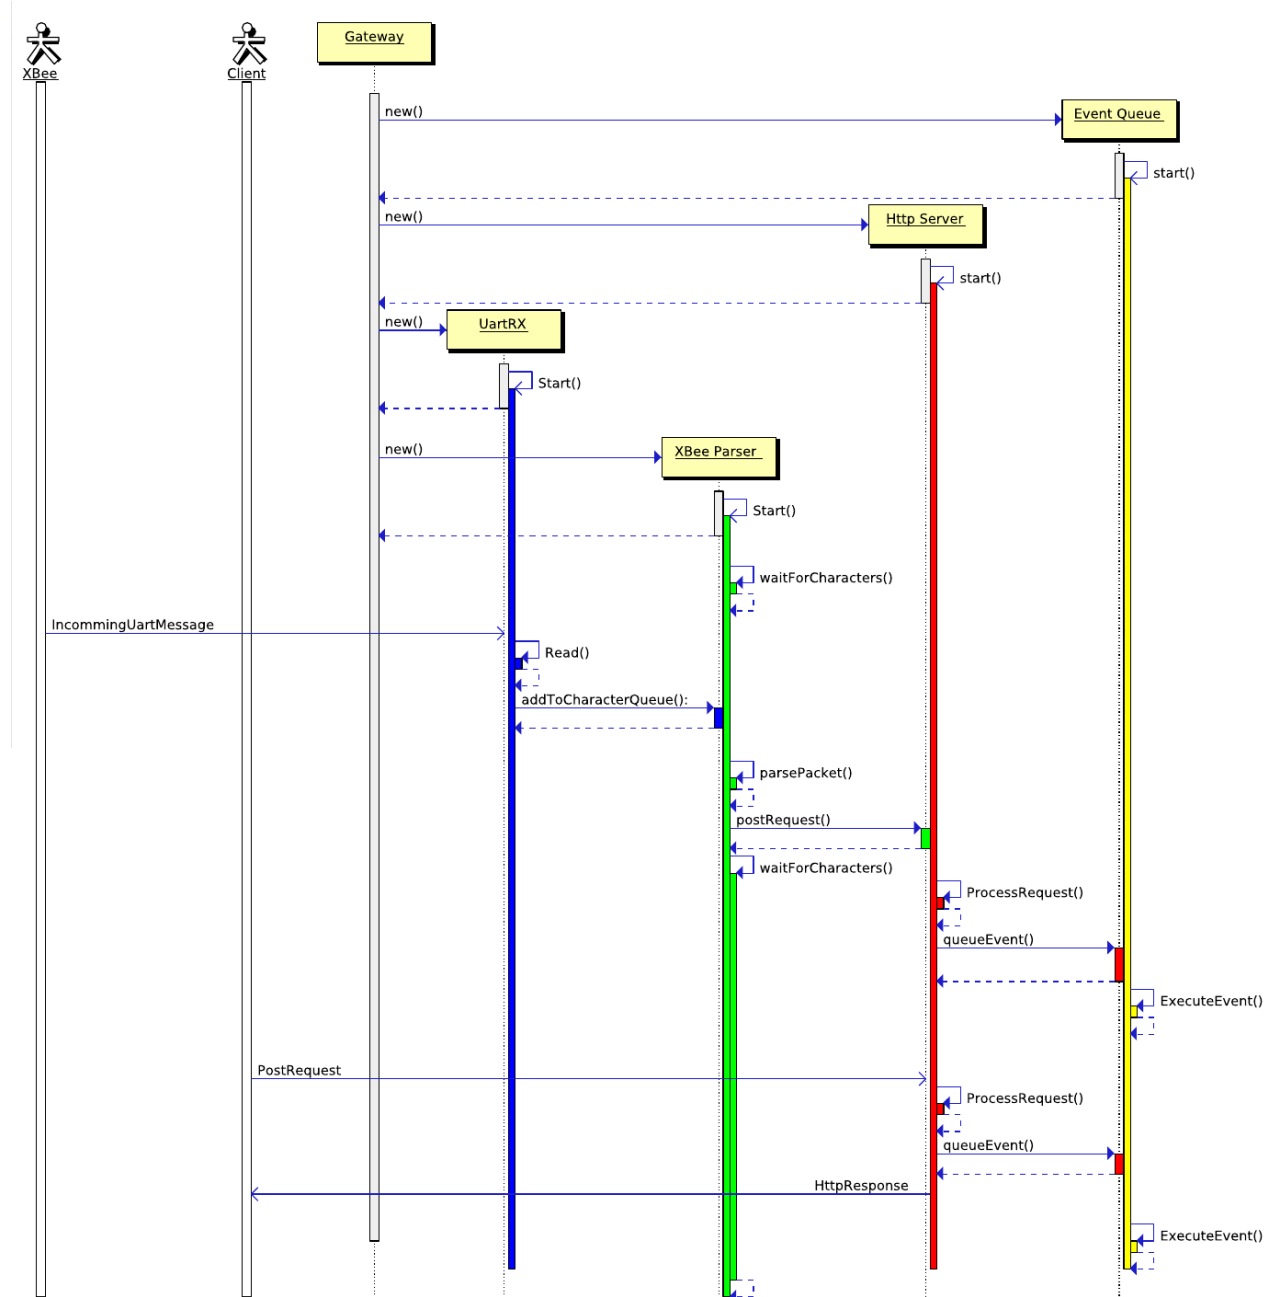 Gateway
XBee
Client
new()
Event Queue
start()
new()
Http Server
start()
new()
UartRX
Start()
new()
XBee Parser
Start()
waitForCharacters()
IncommingUartMessage
Read()
addToCharacterQueue():
parsePacket()
postRequest()
waitForCharacters()
ProcessRequest()
queueEvent()
ExecuteEvent()
PostRequest
ProcessRequest()
queueEvent()
HttpResponse
ExecuteEvent()